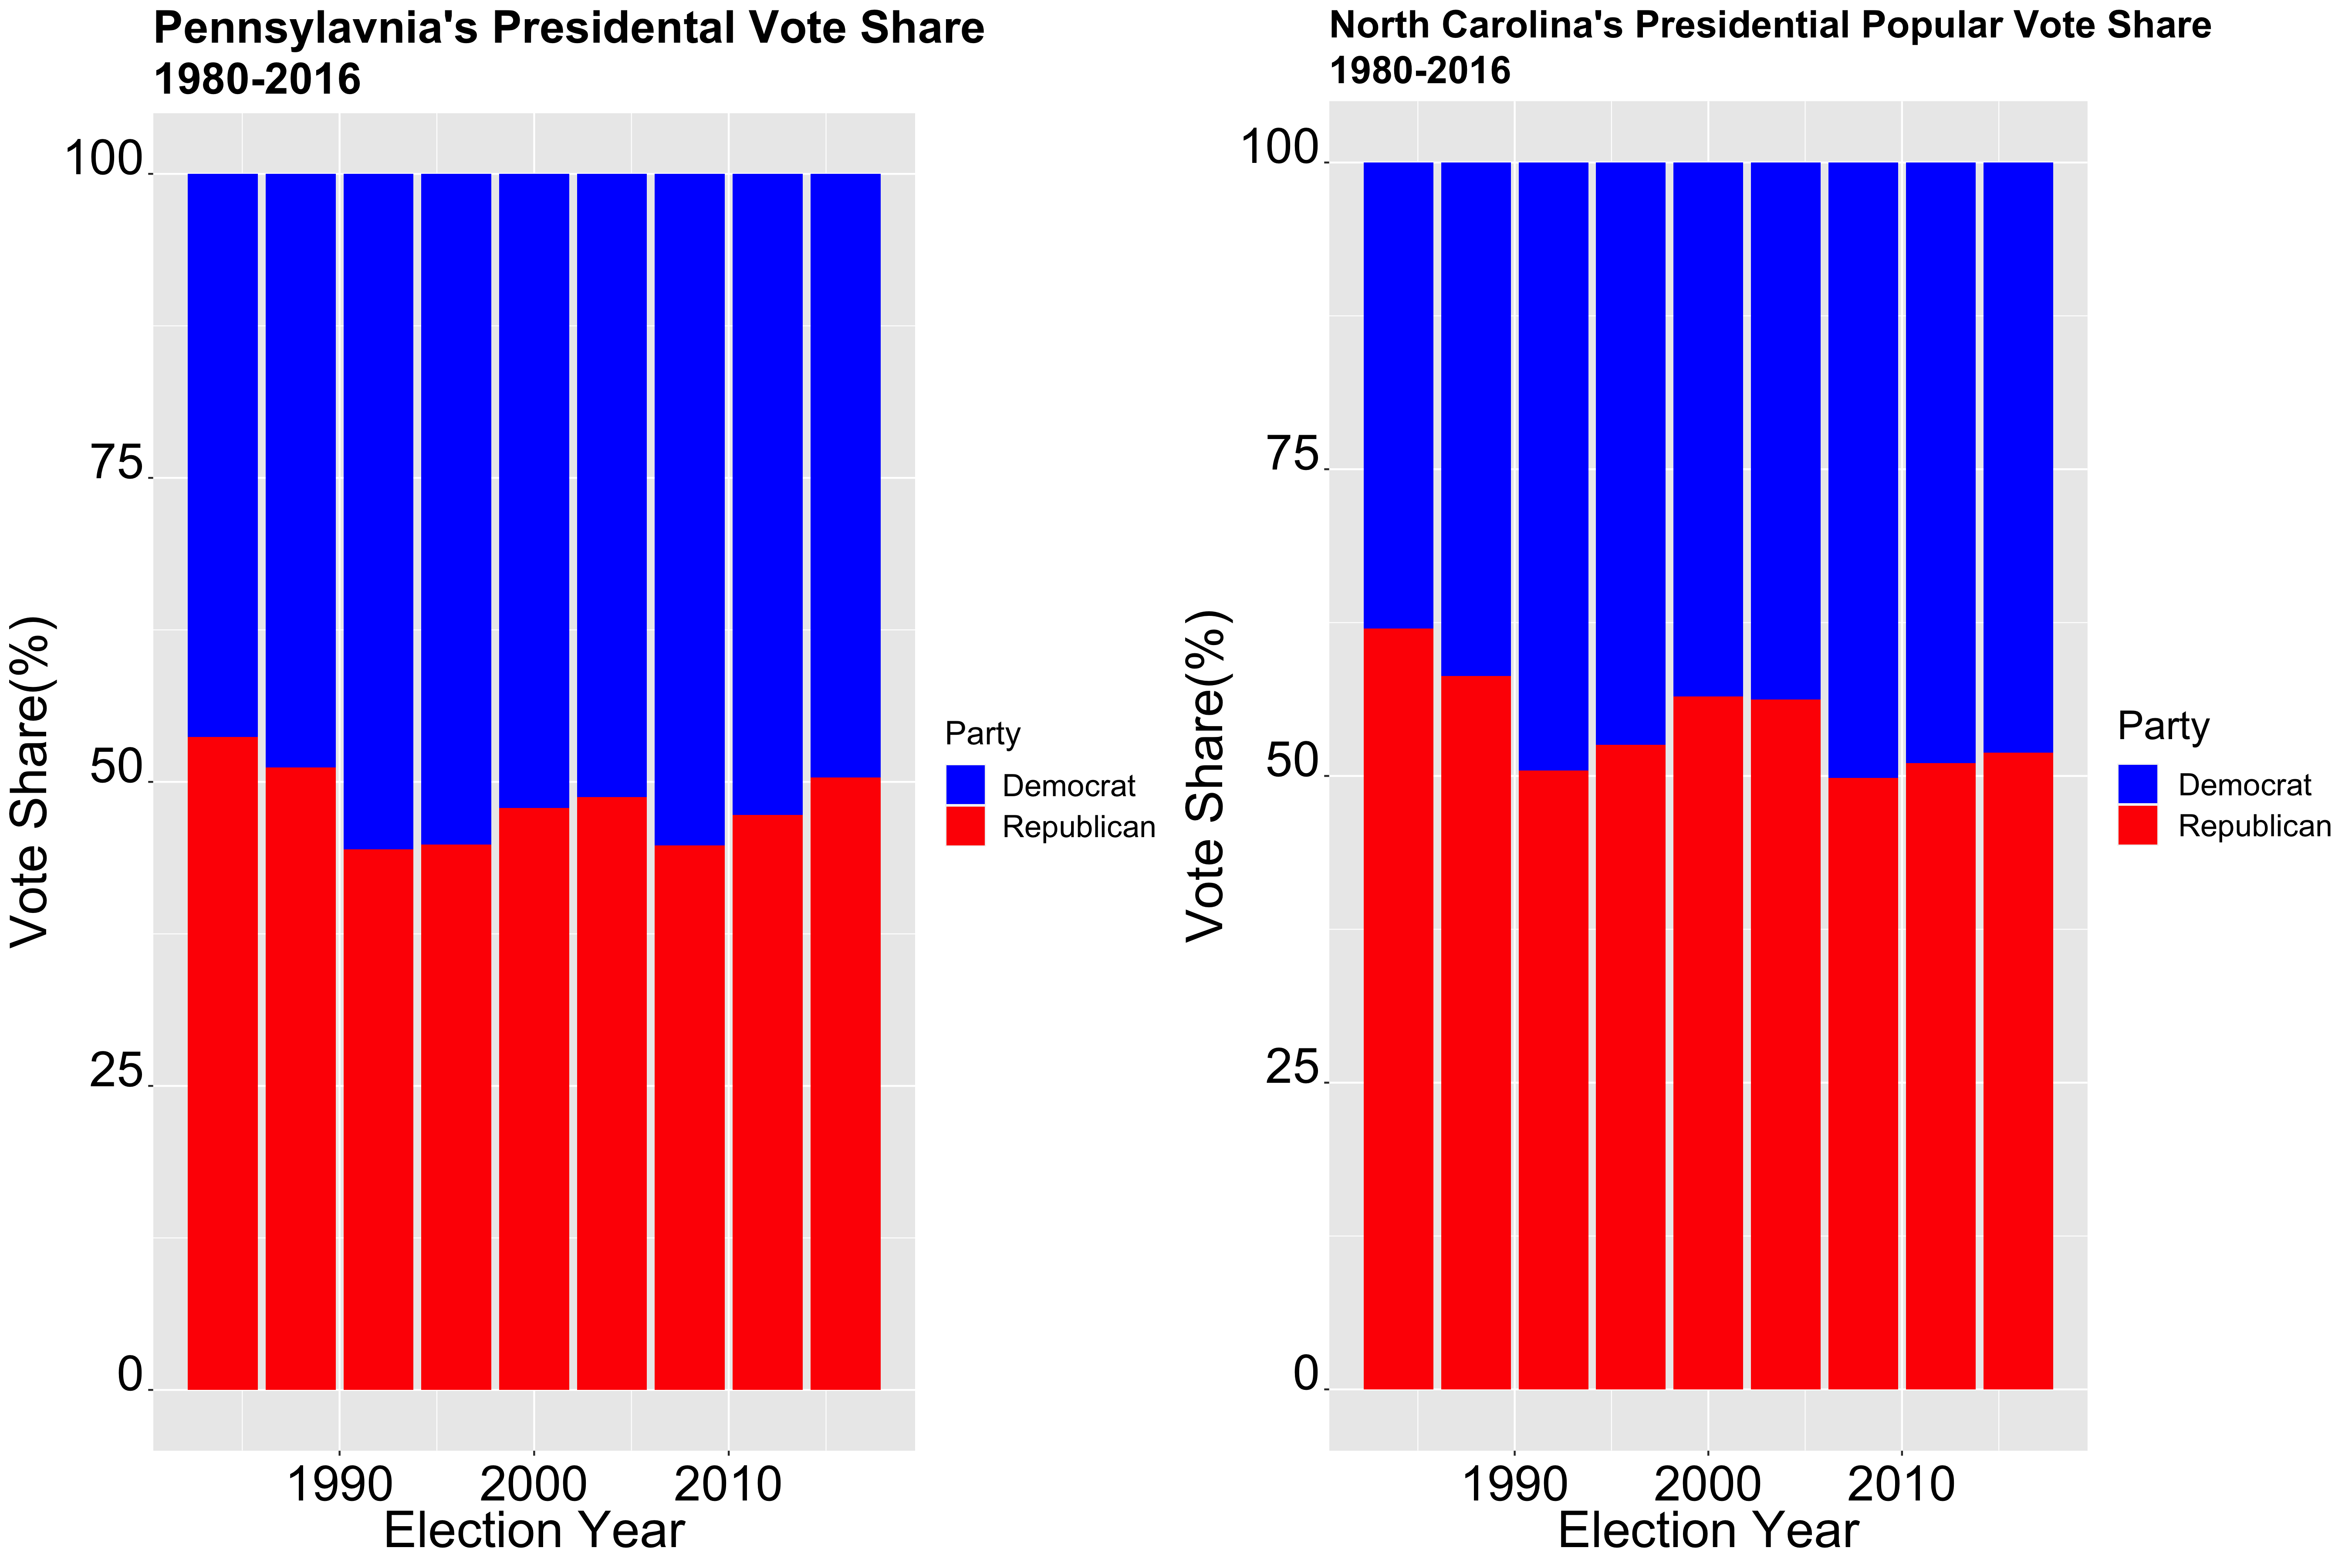 Pennsylavnia's Presidental Vote Share
1980-2016
100
75
50
25
0
Vote Share(%)
1990 2000 2010
Election Year
Party
Democrat
Republican
North Carolina's Presidential Popular Vote Share
1980-2016
100
75
50
25
0
Vote Share(%)
1990 2000 2010
Election Year
Party
Democrat
Republican